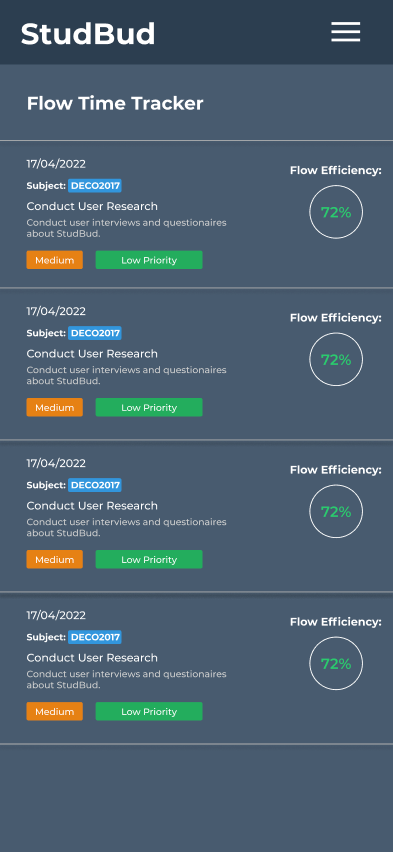 StudBud
Flow Time Tracker
17/04/2022
Flow Efficiency:
Subject: DECO2017
72%
Conduct User Research
Conduct user interviews and questionaires
about StudBud.
Medium
Low Priority
17/04/2022
Flow Efficiency:
Subject: DECO2017
72%
Conduct User Research
Conduct user interviews and questionaires
about StudBud.
Medium
Low Priority
17/04/2022
Flow Efficiency:
Subject: DECO2017
72%
Conduct User Research
Conduct user interviews and questionaires
about StudBud.
Medium
Low Priority
17/04/2022
Flow Efficiency:
Subject: DECO2017
72%
Conduct User Research
Conduct user interviews and questionaires
about StudBud.
Medium
Low Priority